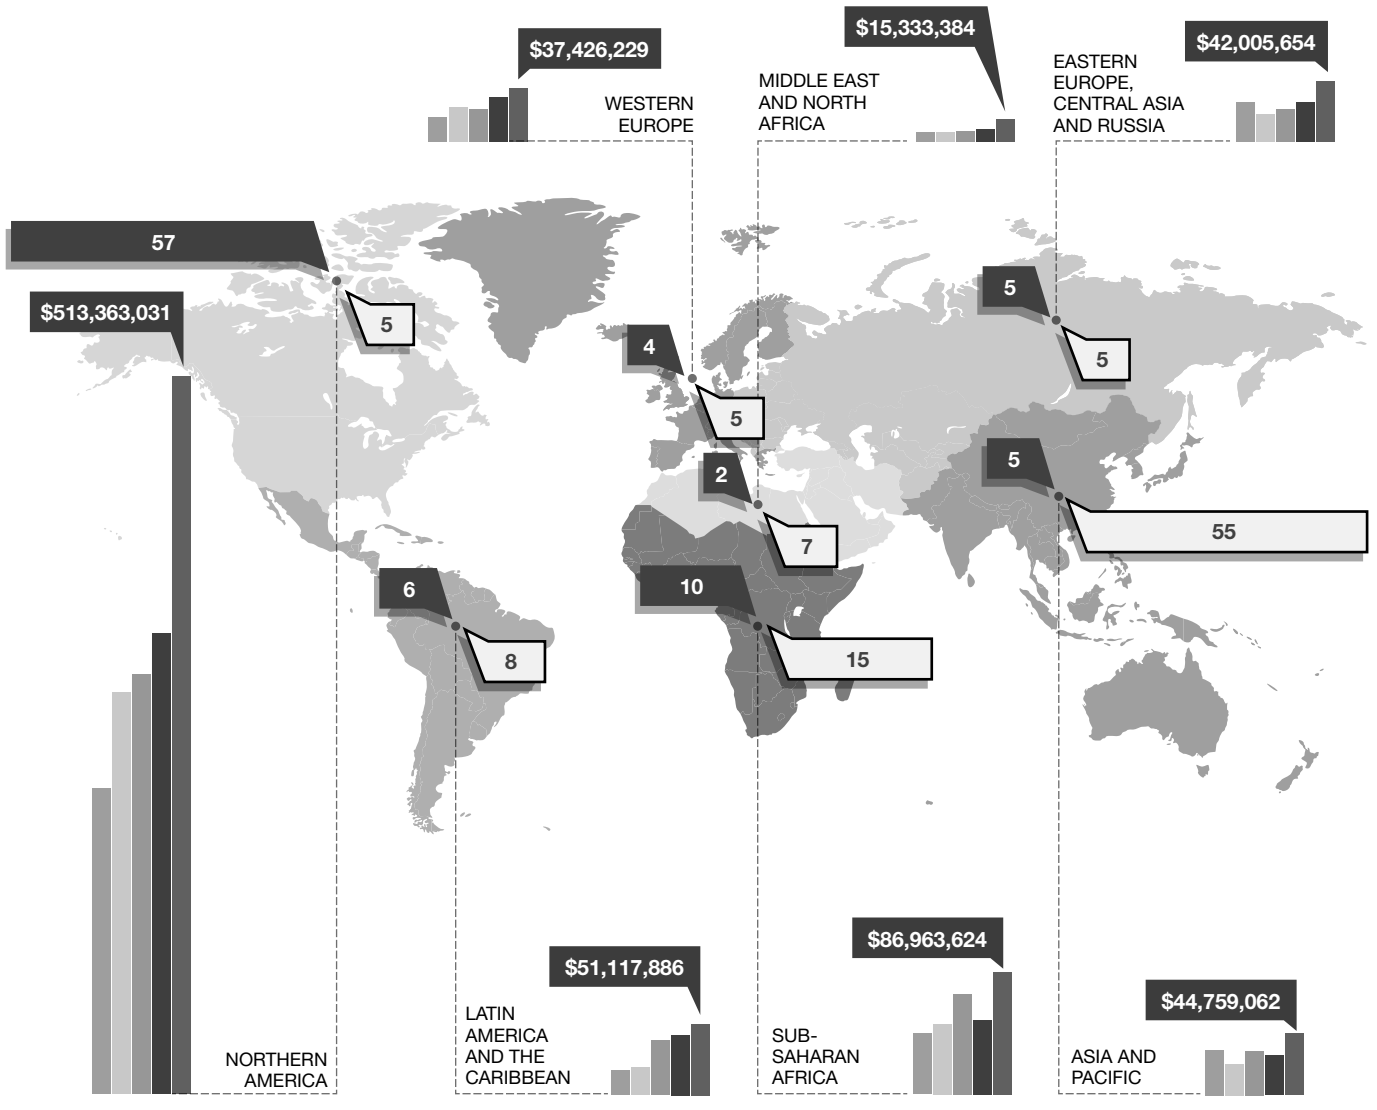 $37,426,229
WESTERN
EUROPE
$15,333,384
MIDDLE EAST
AND NORTH
AFRICA
$42,005,654
EASTERN
EUROPE,
CENTRAL ASIA
AND RUSSIA
57
5
$513,363,031
4
5
5
5
2
7
5
55
6
8
10
15
NORTHERN
AMERICA
$51,117,886
LATIN
AMERICA
AND THE
CARIBBEAN
$86,963,624
SUB-
SAHARAN
AFRICA
$44,759,062
ASIA AND
PACIFIC